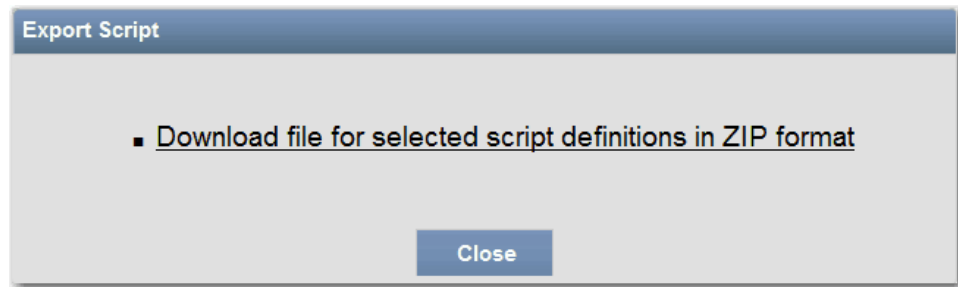 Export Script
Download file for selected script definitions in ZIP format
Close